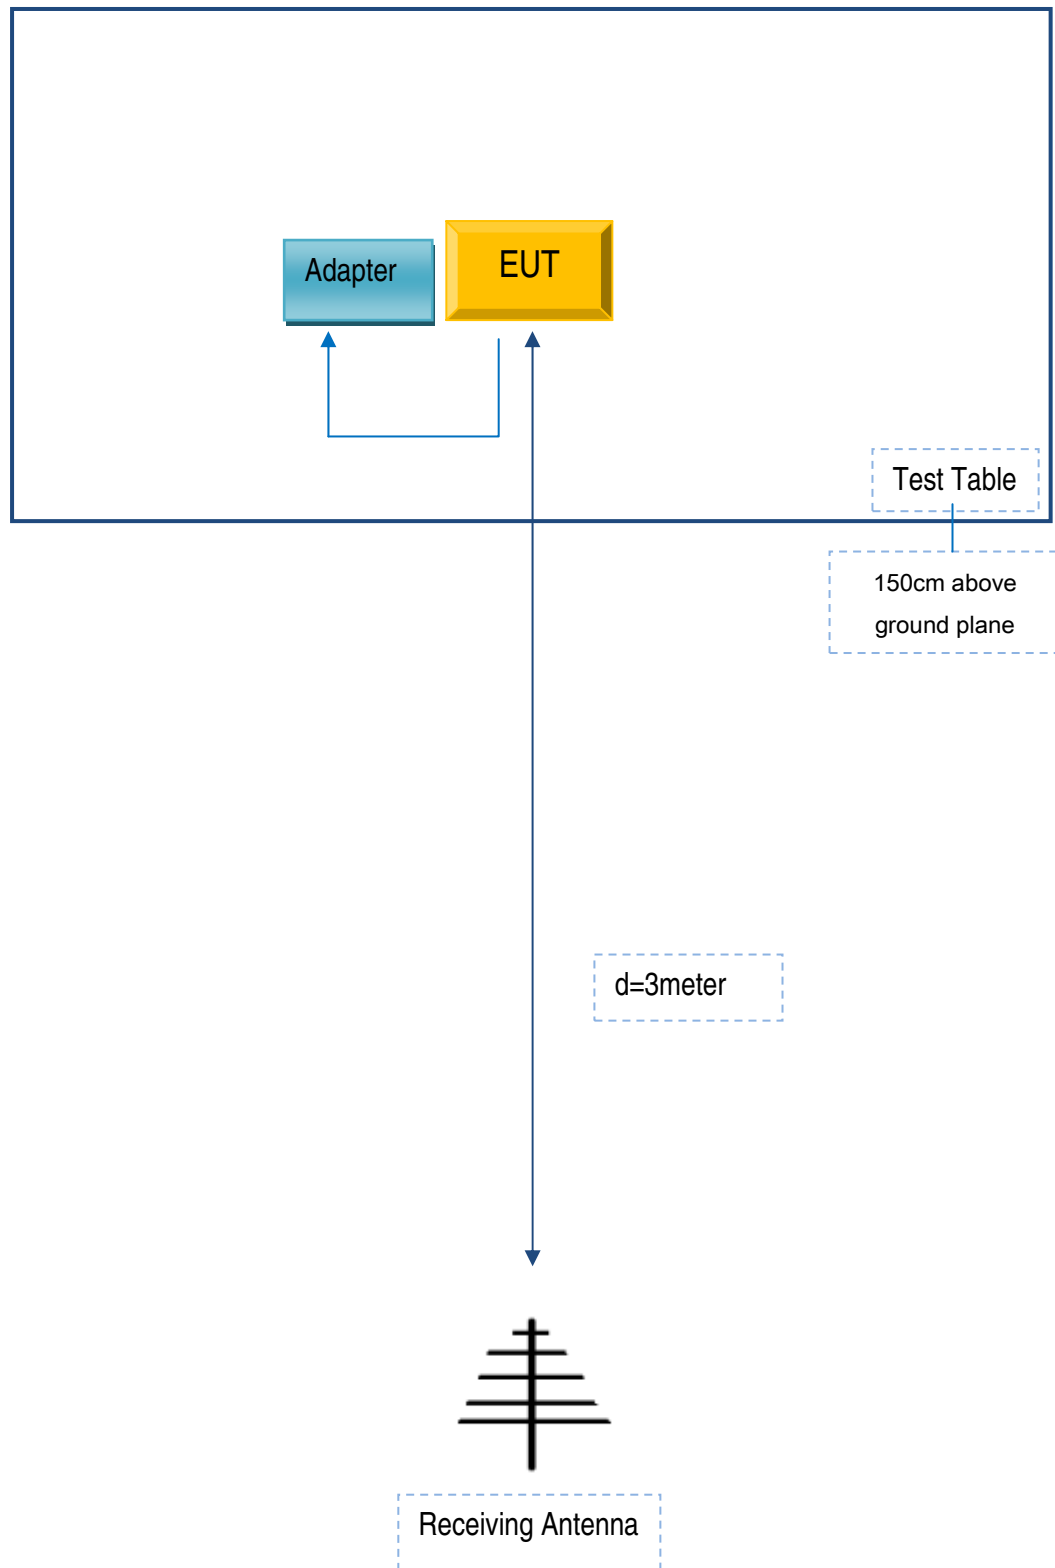 Adapter
EUT
Test Table
150cm above
ground plane
d=3meter
Receiving Antenna